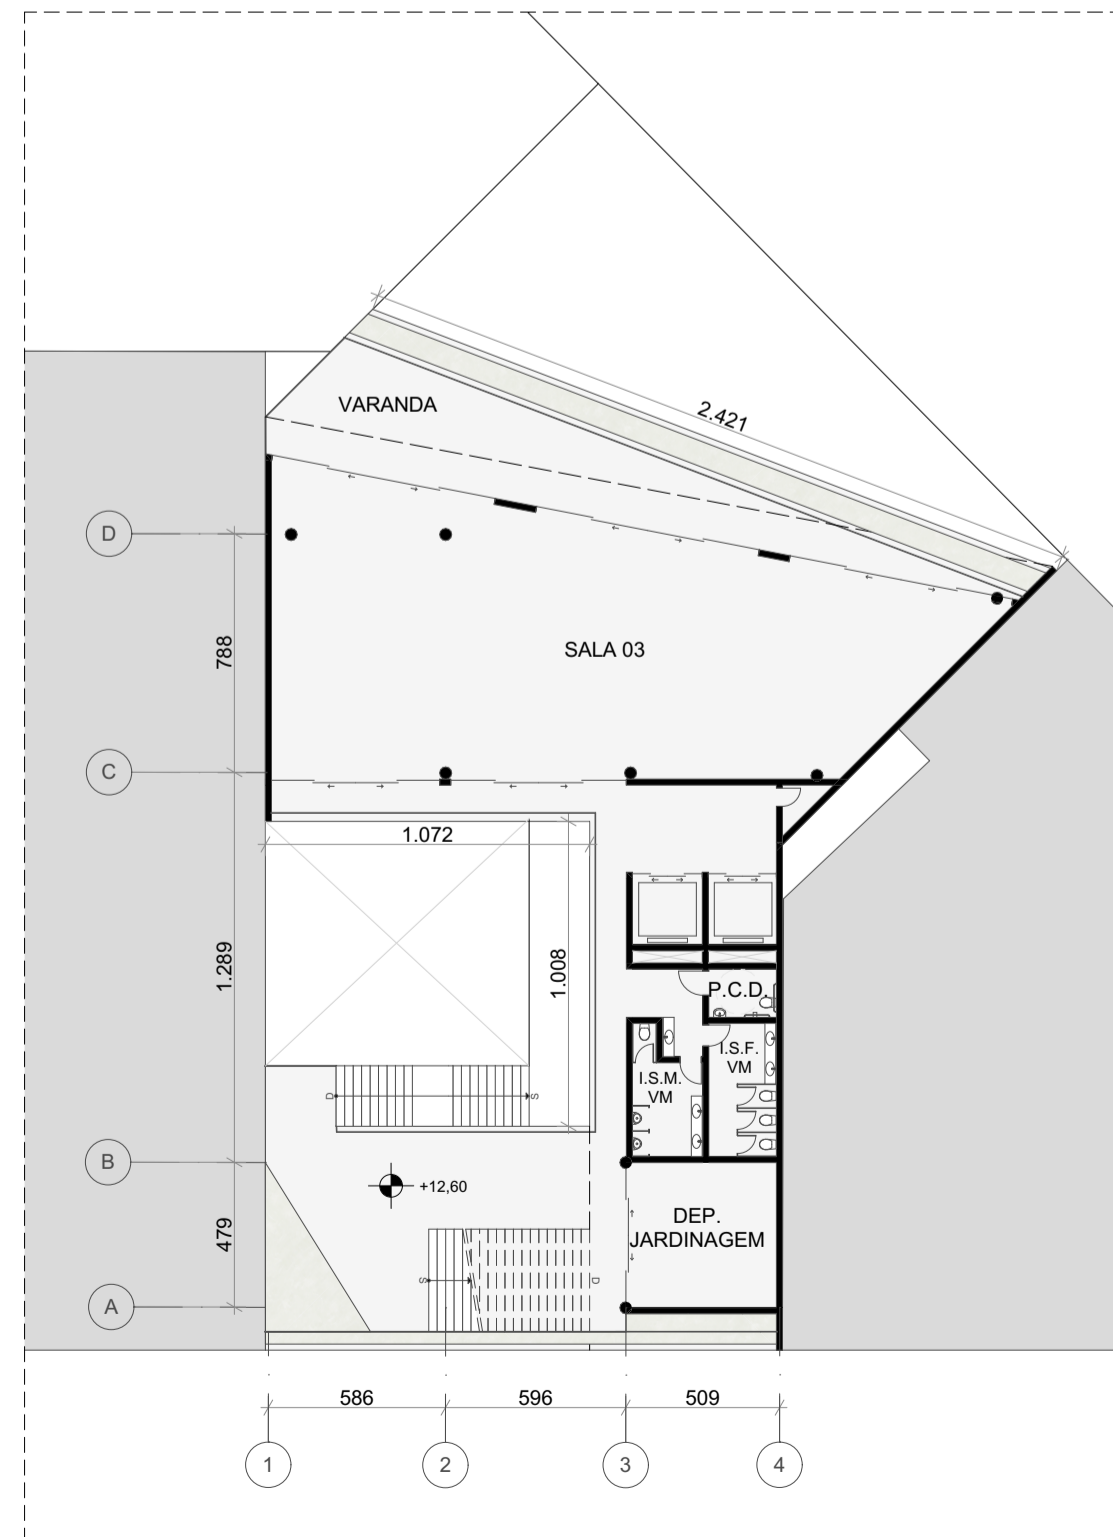 2.421
VARANDA
D
SALA 03
788
C
1.072
1.289
1.008
P.C.D.
I.S.F.
VM
I.S.M.
VM
D
S
B
+12,60
479
DEP.
JARDINAGEM
S
D
A
586
596
509
1
2
3
4